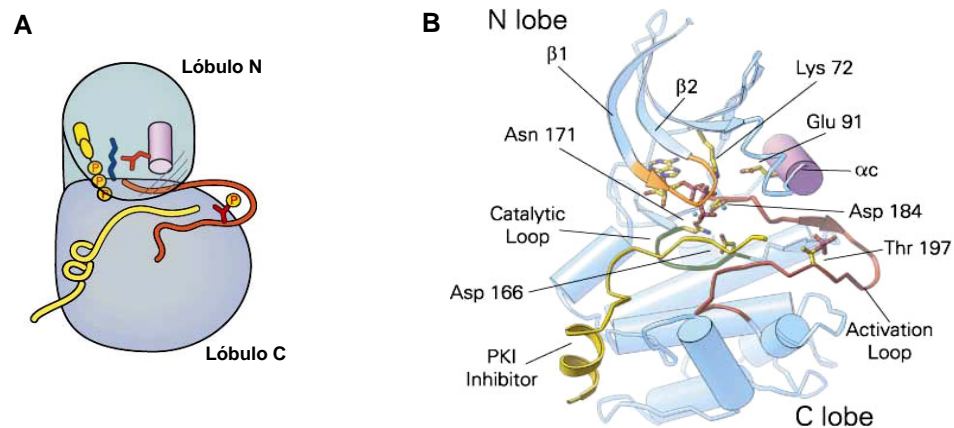 A
Lóbulo N
P
P
P
P
Lóbulo C
B
N lobe
β1
β2
Lys 72
Asn 171
Glu 91
αc
Catalytic
Loop
Asp 184
Thr 197
Asp 166
Activation
Loop
PKI
Inhibitor
C lobe